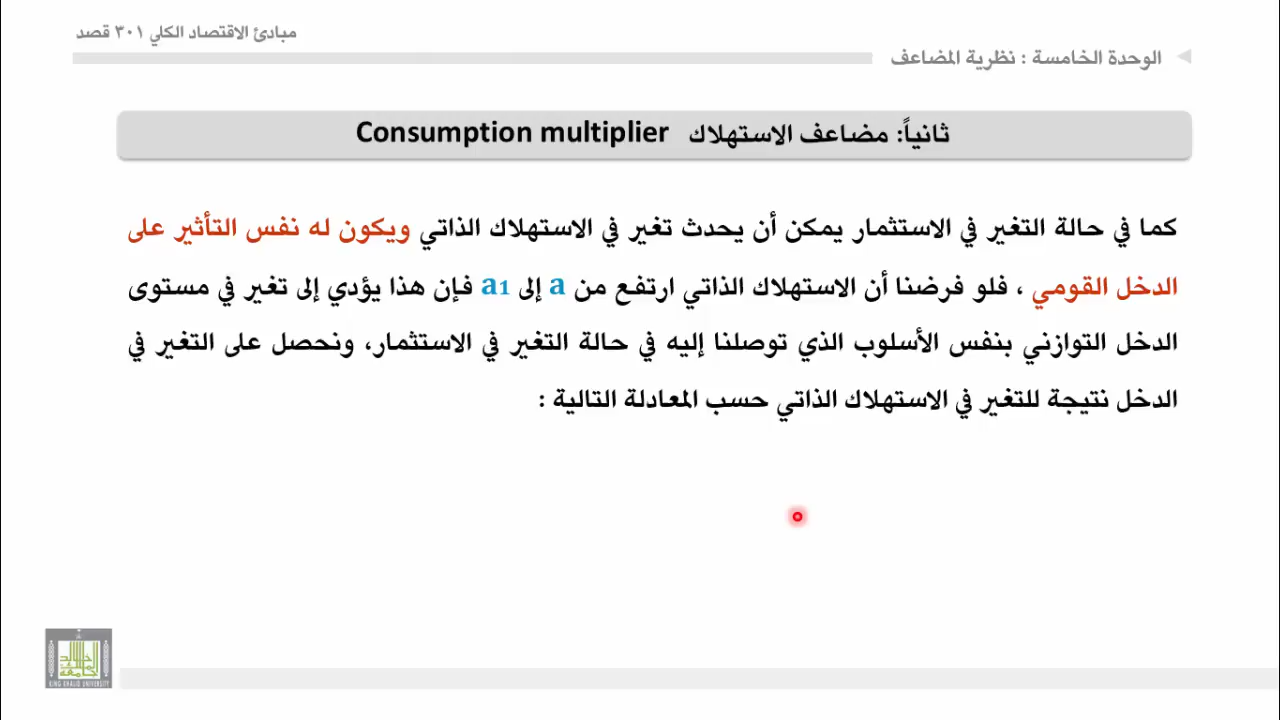 مبادئ الاقتصاد الكلي ٣٠١ قصد
الوحدة الخامسة : نظرية المضاعف
ثانياً: مضاعف الاستهلاك Consumption multiplier
كما في حالة التغير في الاستثمار يمكن أن يحدث تغير في الاستهلاك الذاتي ويكون له نفس التأثير على
الدخل القومي ، فلو فرضنا أن الاستهلاك الذاتي ارتفع من a إلى a1 فإن هذا يؤدي إلى تغير في مستوى
الدخل التوازني بنفس الأسلوب الذي توصلنا إليه في حالة التغير في الاستثمار، ونحصل على التغير في
الدخل نتيجة للتغير في الاستهلاك الذاتي حسب المعادلة التالية :
KING KHALID UNIVERSITY